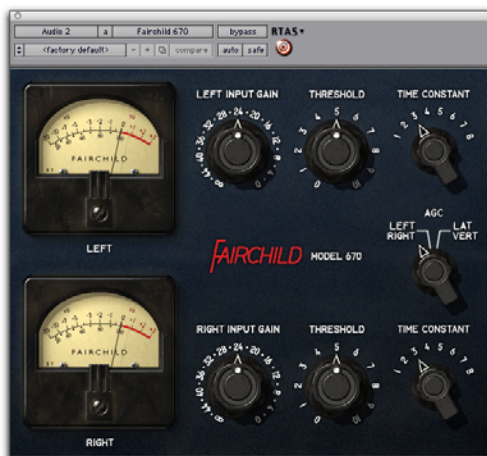 Audio 2 a Fairchild 670 bypass RTAS
<factory default> - + compare auto safe
LEFT INPUT GAIN THRESHOLD TIME CONSTANT
FAIRCHILD
LEFT
AGC
LEFT RIGHT LAT VERT
FAIRCHILD MODEL 670
RIGHT INPUT GAIN THRESHOLD TIME CONSTANT
FAIRCHILD
RIGHT